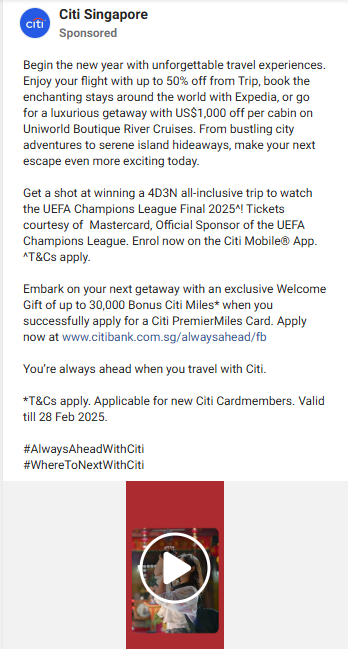 citi
Citi Singapore
Sponsored
Begin the new year with unforgettable travel experiences.
Enjoy your flight with up to 50% off from Trip, book the
enchanting stays around the world with Expedia, or go
for a luxurious getaway with US$1,000 off per cabin on
Uniworld Boutique River Cruises. From bustling city
adventures to serene island hideaways, make your next
escape even more exciting today.
Get a shot at winning a 4D3N all-inclusive trip to watch
the UEFA Champions League Final 2025^! Tickets
courtesy of Mastercard, Official Sponsor of the UEFA
Champions League. Enrol now on the Citi Mobile® App.
^T&Cs apply.
Embark on your next getaway with an exclusive Welcome
Gift of up to 30,000 Bonus Citi Miles* when you
successfully apply for a Citi PremierMiles Card. Apply
now at www.citibank.com.sg/alwaysahead/fb
You're always ahead when you travel with Citi.
*T&Cs apply. Applicable for new Citi Cardmembers. Valid
till 28 Feb 2025.
#AlwaysAheadWithCiti
#WhereToNextWithCiti